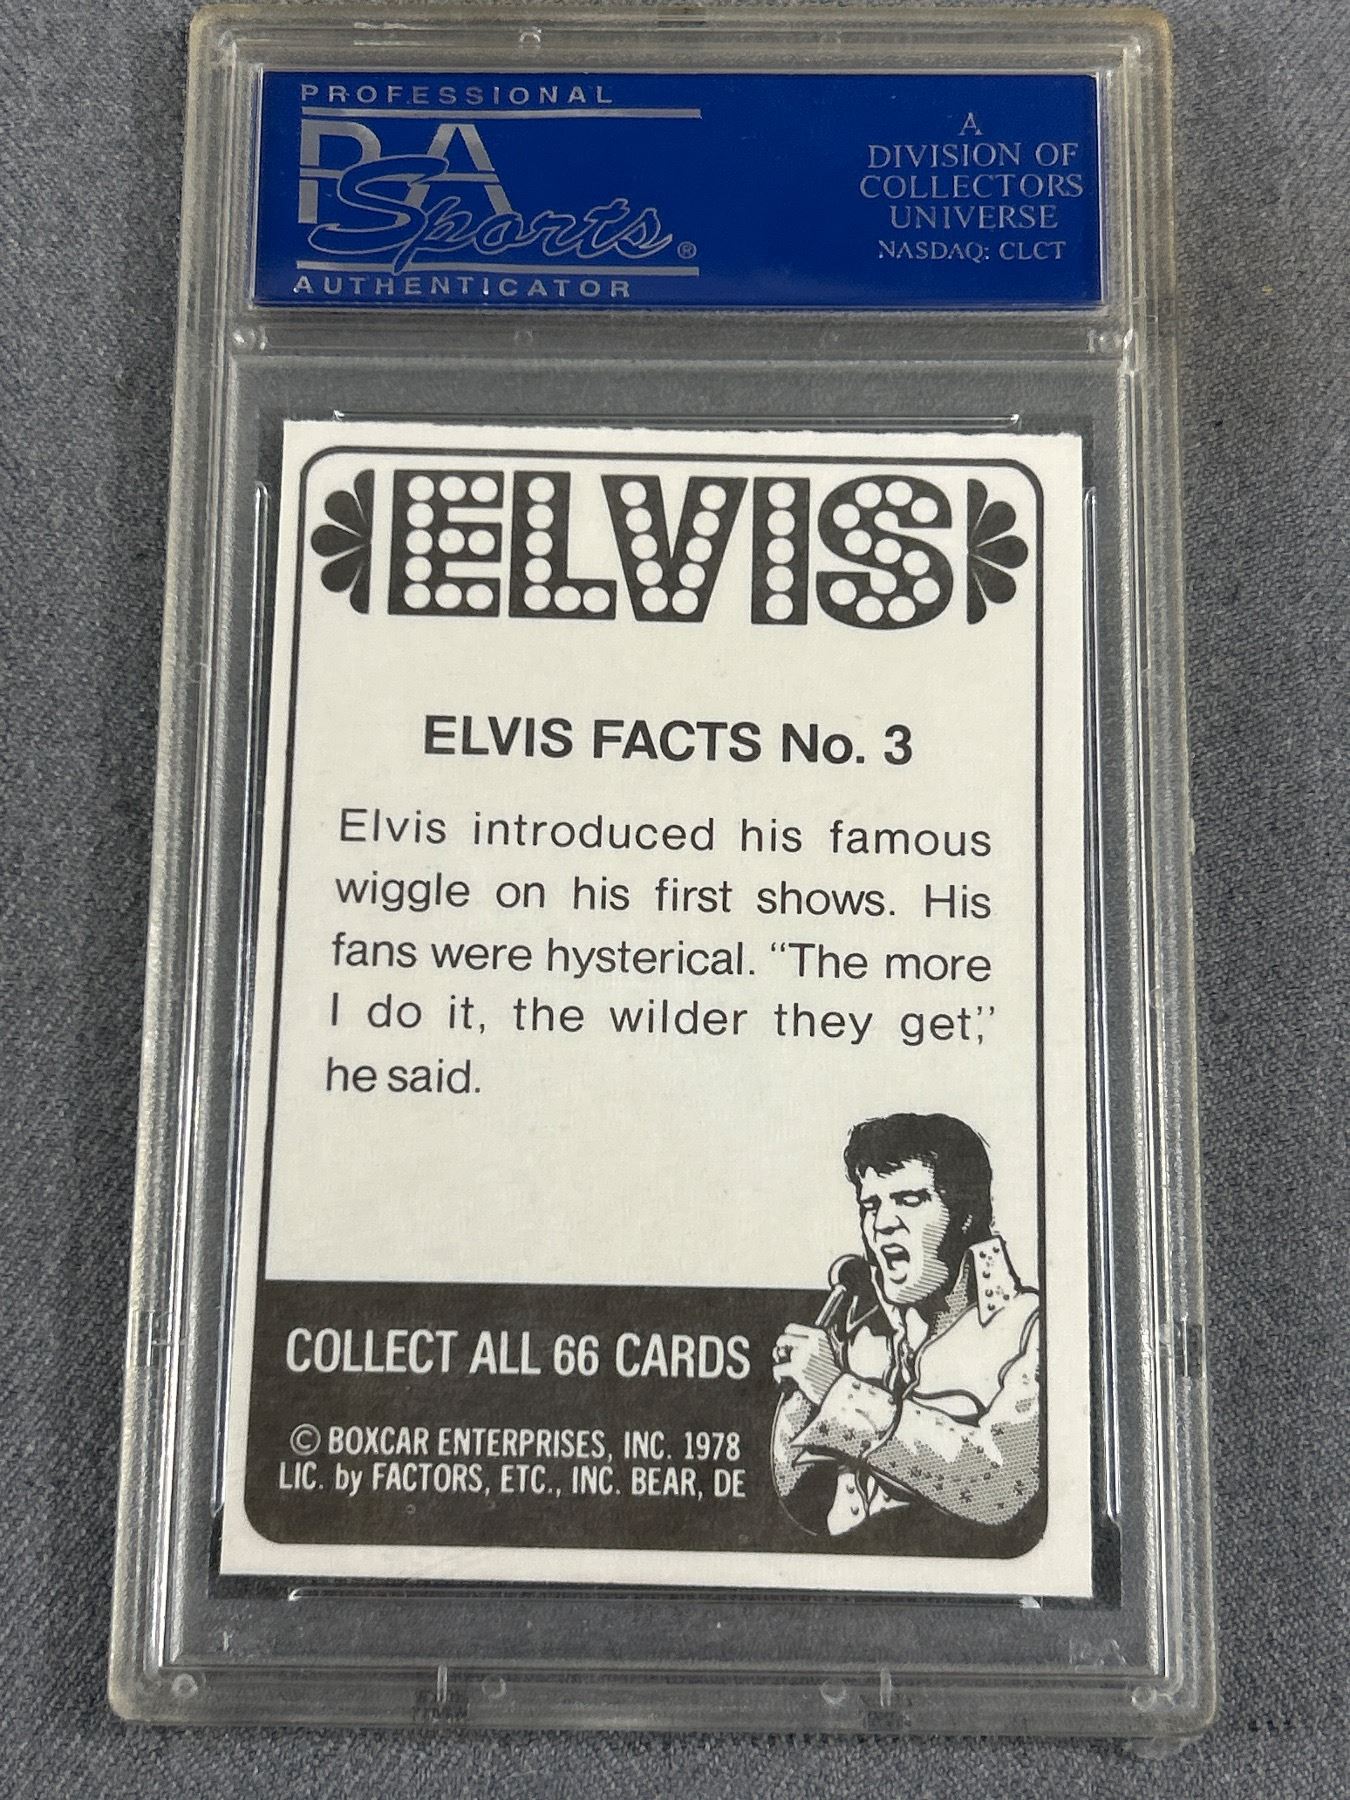 PROFESSIONAL
PSA
Sports®
AUTHENTICATOR
A
DIVISION OF
COLLECTORS
UNIVERSE
NASDAQ: CLCT
ELVIS
ELVIS FACTS No. 3
Elvis introduced his famous
wiggle on his first shows. His
fans were hysterical. “The more
I do it, the wilder they get,”
he said.
COLLECT ALL 66 CARDS
© BOXCAR ENTERPRISES, INC. 1978
LIC. by FACTORS, ETC., INC. BEAR, DE